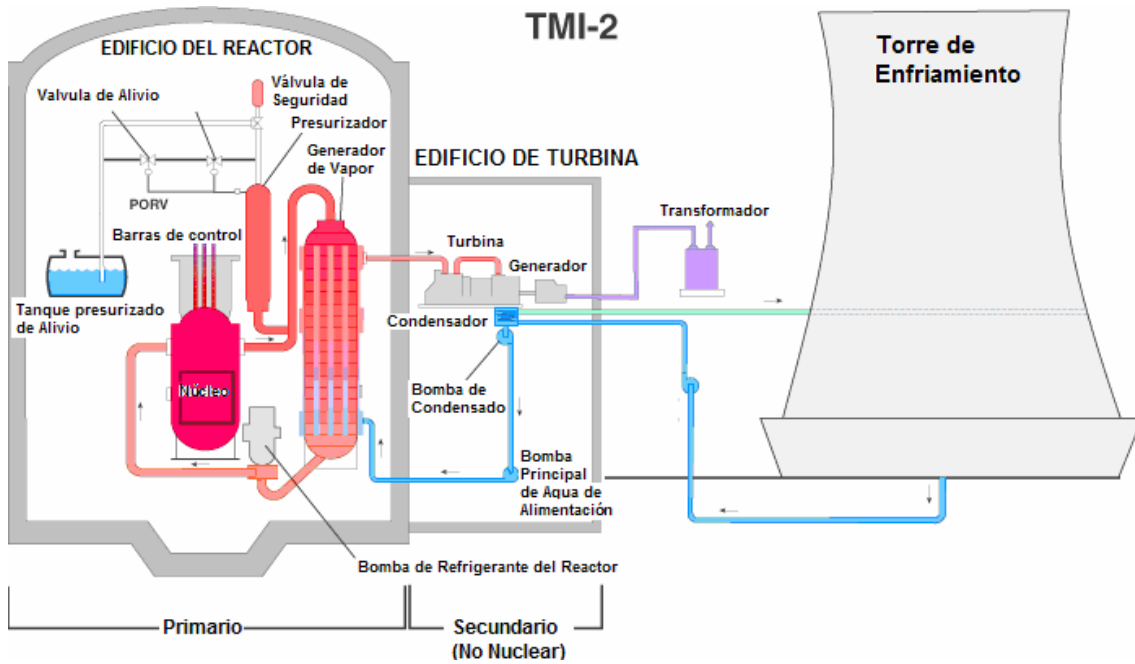 TMI-2
EDIFICIO DEL REACTOR
Torre de
Enfriamiento
Válvula de
Seguridad
Valvula de Alivio
Presurizador
Generador
de Vapor
EDIFICIO DE TURBINA
PORV
Barras de control
Transformador
Turbina
Generador
Tanque presurizado
de Alivio
Condensador
Núcleo
Bomba de
Condensado
Bomba
Principal
de Aqua de
Alimentación
Bomba de Refrigerante del Reactor
Primario
Secundario
(No Nuclear)